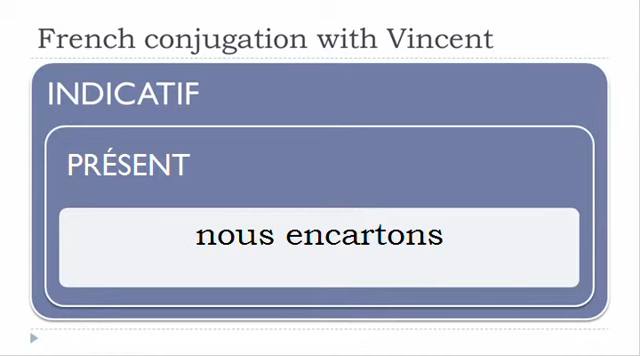 French conjugation with Vincent
INDICATIF
PRÉSENT
nous encartons